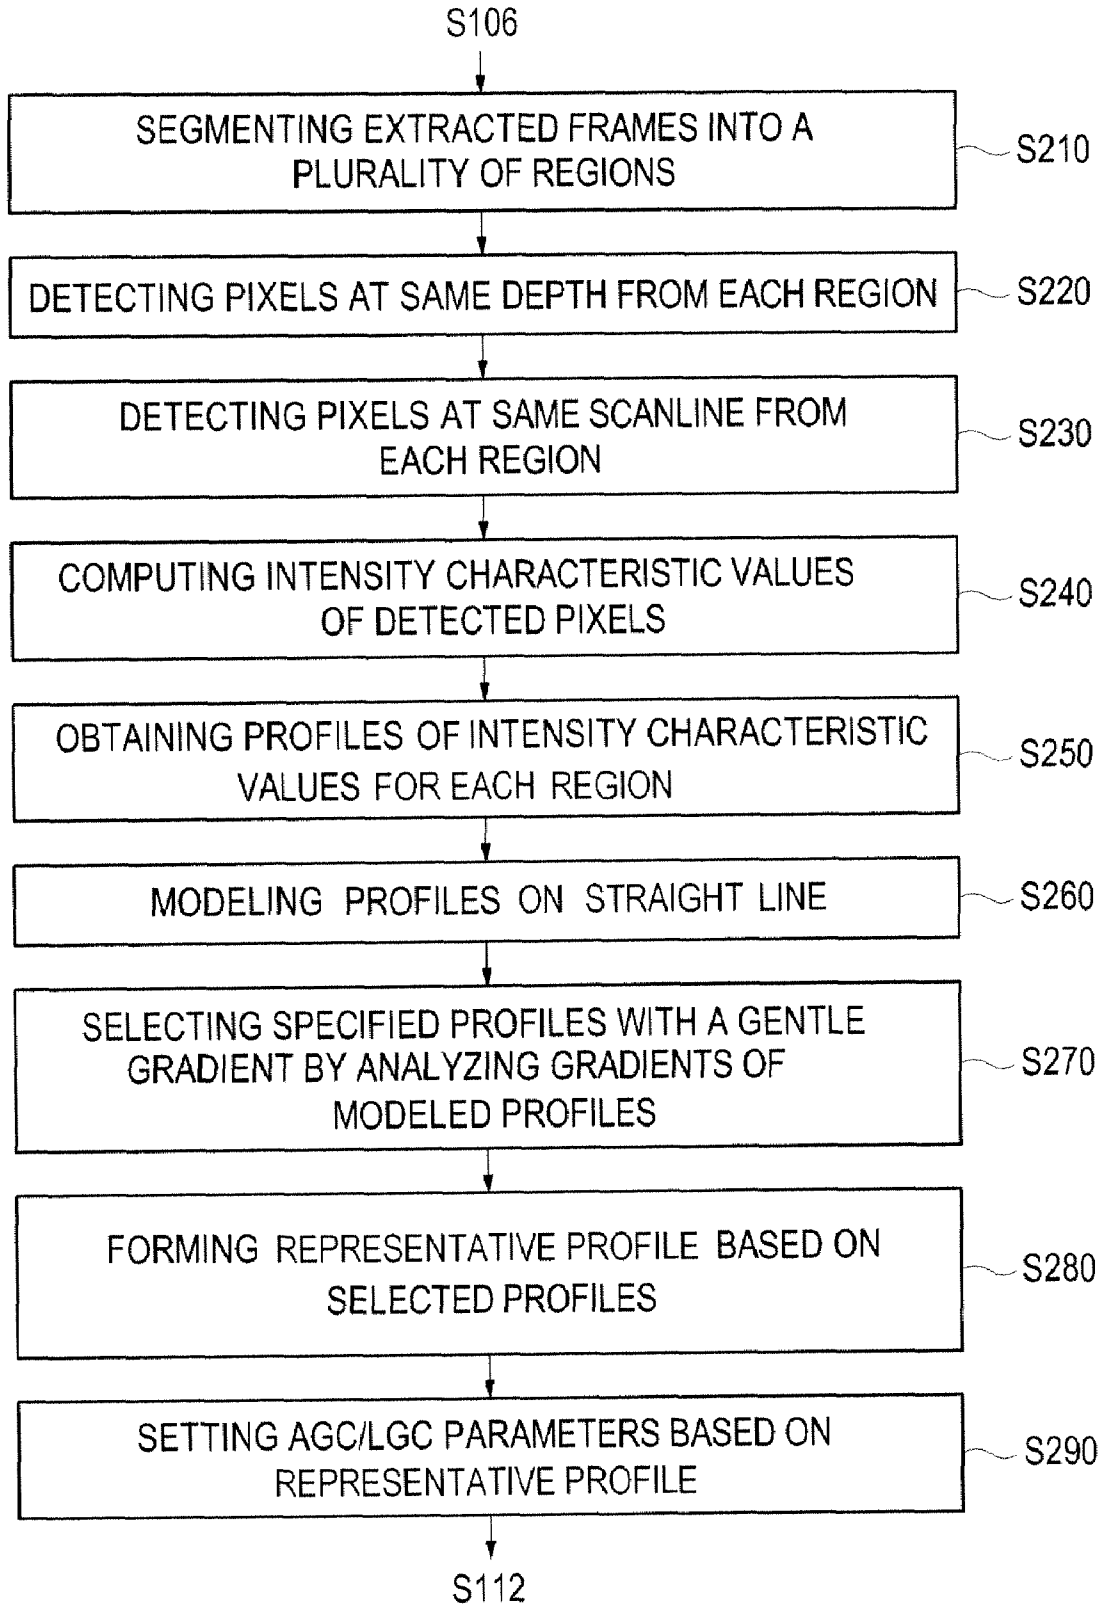 S106
SEGMENTING EXTRACTED FRAMES INTO A
PLURALITY OF REGIONS
S210
DETECTING PIXELS AT SAME DEPTH FROM EACH REGION
S220
DETECTING PIXELS AT SAME SCANLINE FROM
EACH REGION
S230
COMPUTING INTENSITY CHARACTERISTIC VALUES
OF DETECTED PIXELS
S240
OBTAINING PROFILES OF INTENSITY CHARACTERISTIC
VALUES FOR EACH REGION
S250
MODELING PROFILES ON STRAIGHT LINE
S260
SELECTING SPECIFIED PROFILES WITH A GENTLE
GRADIENT BY ANALYZING GRADIENTS OF
MODELED PROFILES
S270
FORMING REPRESENTATIVE PROFILE BASED ON
SELECTED PROFILES
S280
SETTING AGC/LGC PARAMETERS BASED ON
REPRESENTATIVE PROFILE
S290
S112